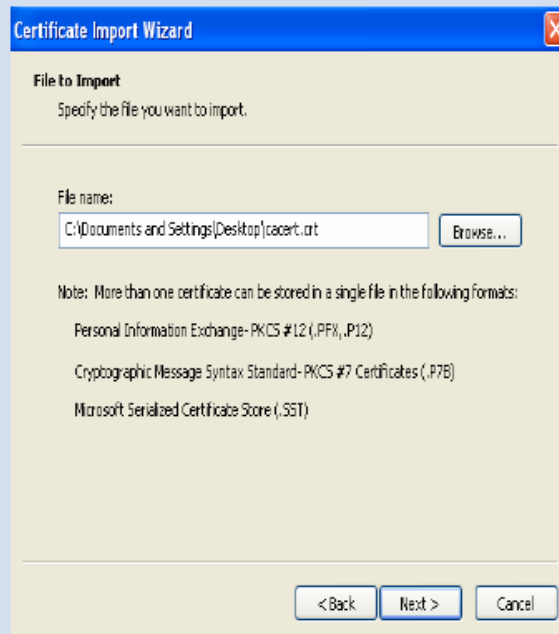 Certificate Import Wizard
File to Import
Specify the file you want to import.
File name:
C:\Documents and Settings\Desktop\cacert.crt
Browse...
Note: More than one certificate can be stored in a single file in the following formats:
Personal Information Exchange- PKCS #12 (.PFX,.P12)
Cryptographic Message Syntax Standard- PKCS #7 Certificates (.P7B)
Microsoft Serialized Certificate Store (.SST)
< Back
Next >
Cancel